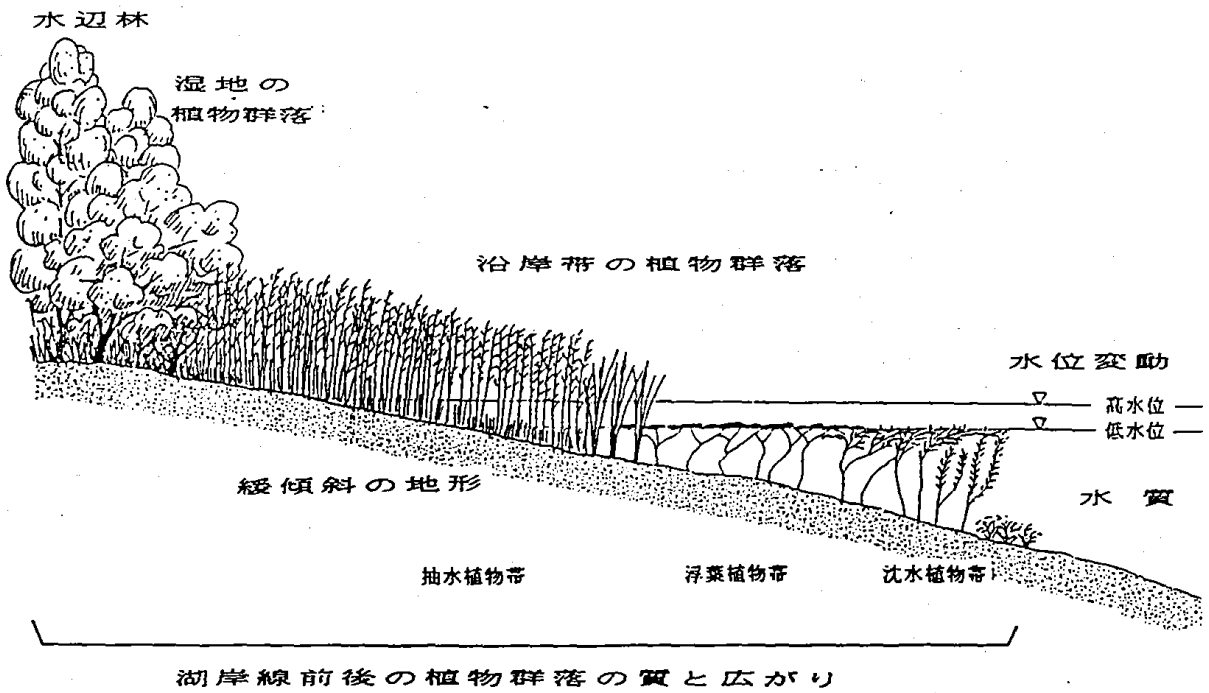 水辺林
湿地の
植物群落
沿岸帯の植物群落
水位変動
高水位
低水位
緩傾斜の地形
水質
抽水植物帯
浮葉植物帯
沈水植物帯
湖岸線前後の植物群落の質と広がり